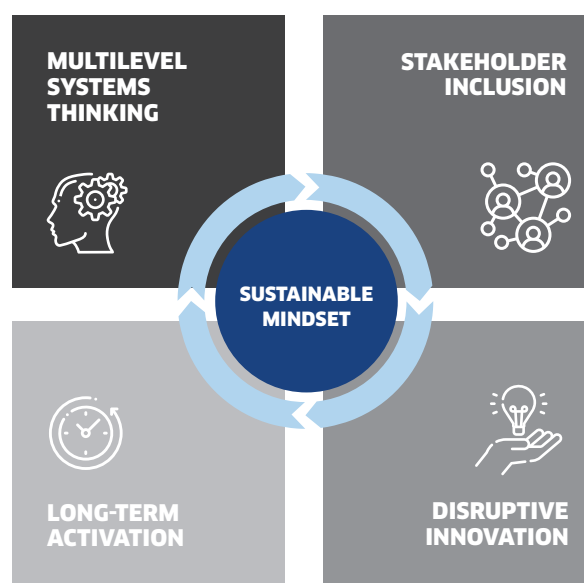 MULTILEVEL
SYSTEMS
THINKING
STAKEHOLDER
INCLUSION
SUSTAINABLE
MINDSET
LONG-TERM
ACTIVATION
DISRUPTIVE
INNOVATION